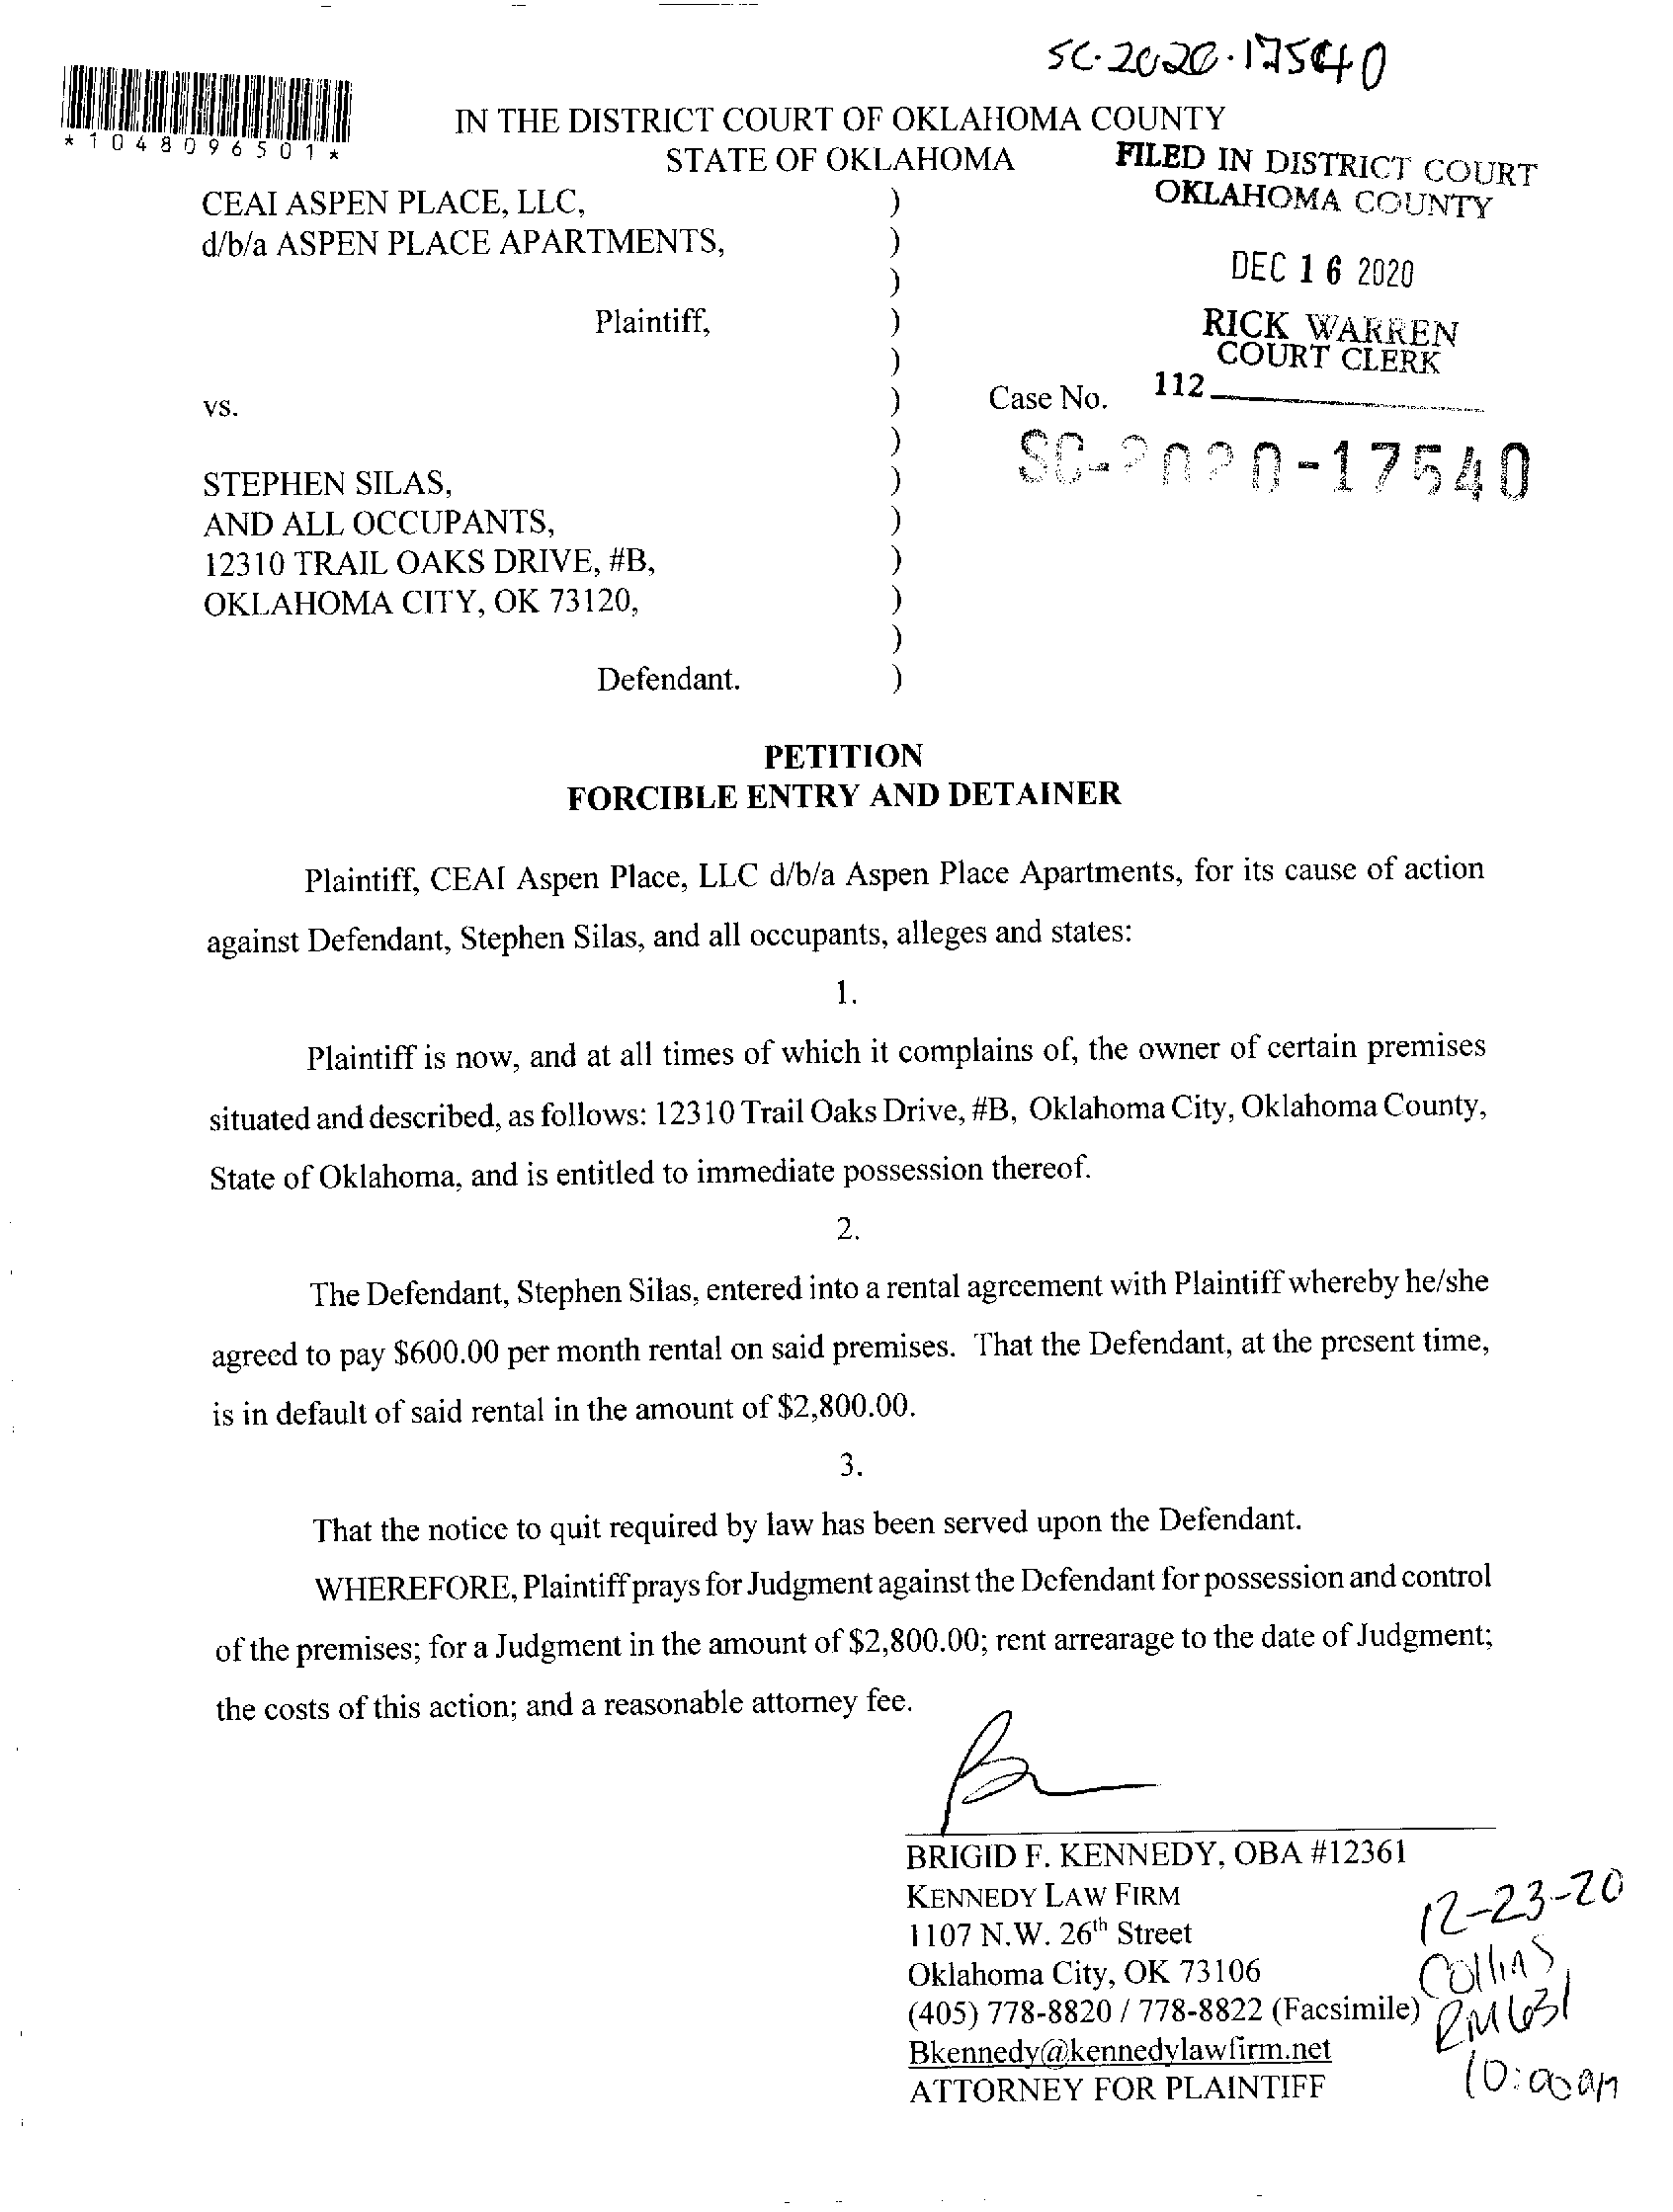 SC-2020-17540
*1048096501*
IN THE DISTRICT COURT OF OKLAHOMA COUNTY
STATE OF OKLAHOMA
FILED IN DISTRICT COURT
OKLAHOMA COUNTY
DEC 16 2020
RICK WARREN
COURT CLERK
112
CEAI ASPEN PLACE, LLC, )
d/b/a ASPEN PLACE APARTMENTS, )
)
Plaintiff, )
)
vs. ) Case No.
)
SC-2020-17540
STEPHEN SILAS, )
AND ALL OCCUPANTS, )
12310 TRAIL OAKS DRIVE, #B, )
OKLAHOMA CITY, OK 73120, )
)
Defendant. )
PETITION
FORCIBLE ENTRY AND DETAINER
Plaintiff, CEAI Aspen Place, LLC d/b/a Aspen Place Apartments, for its cause of action
against Defendant, Stephen Silas, and all occupants, alleges and states:
1.
Plaintiff is now, and at all times of which it complains of, the owner of certain premises
situated and described, as follows: 12310 Trail Oaks Drive, #B, Oklahoma City, Oklahoma County,
State of Oklahoma, and is entitled to immediate possession thereof.
2.
The Defendant, Stephen Silas, entered into a rental agreement with Plaintiff whereby he/she
agreed to pay $600.00 per month rental on said premises. That the Defendant, at the present time,
is in default of said rental in the amount of $2,800.00.
3.
That the notice to quit required by law has been served upon the Defendant.
WHEREFORE, Plaintiff prays for Judgment against the Defendant for possession and control
of the premises; for a Judgment in the amount of $2,800.00; rent arrearage to the date of Judgment;
the costs of this action; and a reasonable attorney fee.
BRIGID F. KENNEDY, OBA #12361
KENNEDY LAW FIRM
1107 N.W. 26th Street
Oklahoma City, OK 73106
(405) 778-8820 / 778-8822 (Facsimile)
Bkennedy@kennedylawfirm.net
ATTORNEY FOR PLAINTIFF
12-23-20
Collins
RM 631
10:00am